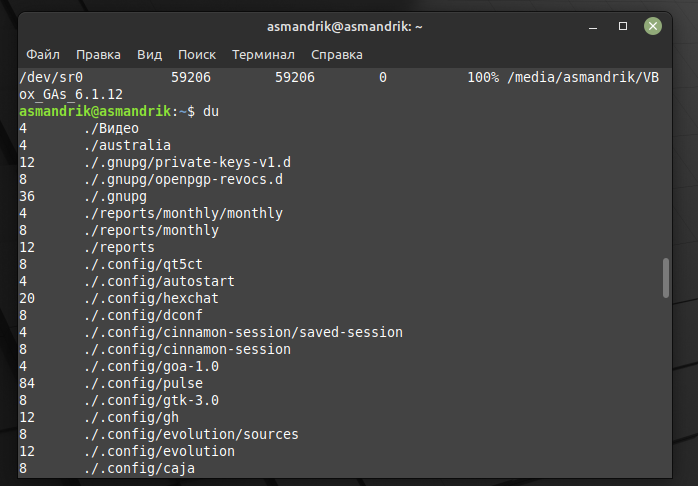 asmandrik@asmandrik: ~
Файл Правка Вид Поиск Терминал Справка
/dev/sr0 59206 59206 0 100% /media/asmandrik/VB
ox_GAs_6.1.12
asmandrik@asmandrik:~$ du
4 ./Видео
4 ./australia
12 ./.gnupg/private-keys-v1.d
8 ./.gnupg/openpgp-revocs.d
36 ./.gnupg
4 ./reports/monthly/monthly
8 ./reports/monthly
12 ./reports
8 ./.config/qt5ct
4 ./.config/autostart
20 ./.config/hexchat
8 ./.config/dconf
4 ./.config/cinnamon-session/saved-session
8 ./.config/cinnamon-session
4 ./.config/goa-1.0
84 ./.config/pulse
8 ./.config/gtk-3.0
12 ./.config/gh
8 ./.config/evolution/sources
12 ./.config/evolution
8 ./.config/caja